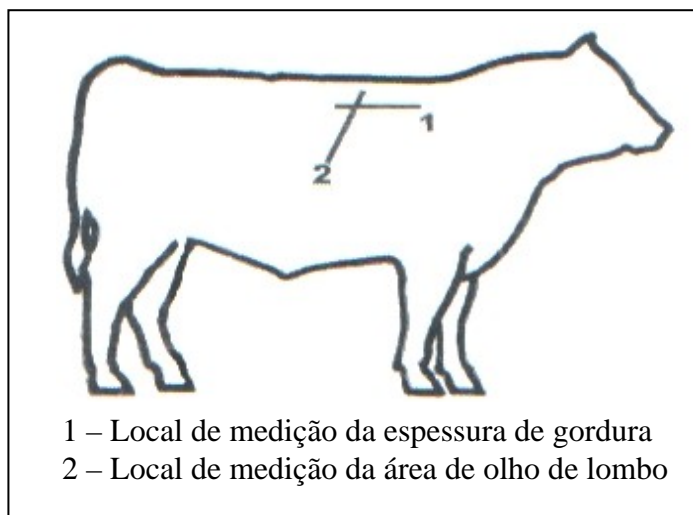 1
2
1 – Local de medição da espessura de gordura
2 – Local de medição da área de olho de lombo